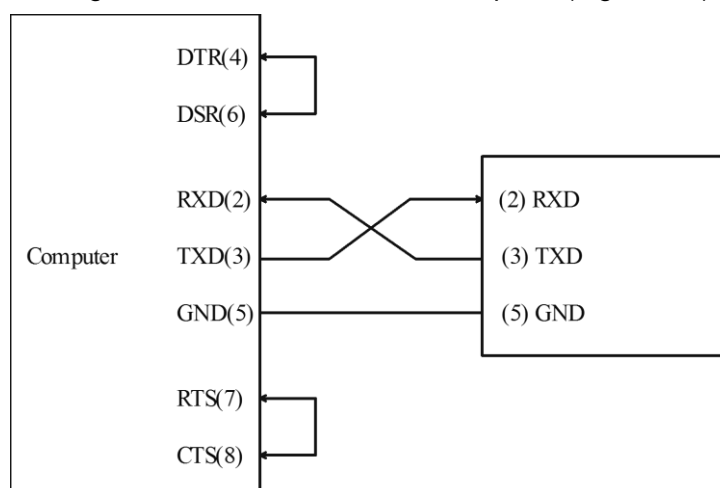 DTR(4)
DSR(6)
RXD(2)
(2) RXD
Computer
TXD(3)
(3) TXD
GND(5)
(5) GND
RTS(7)
CTS(8)